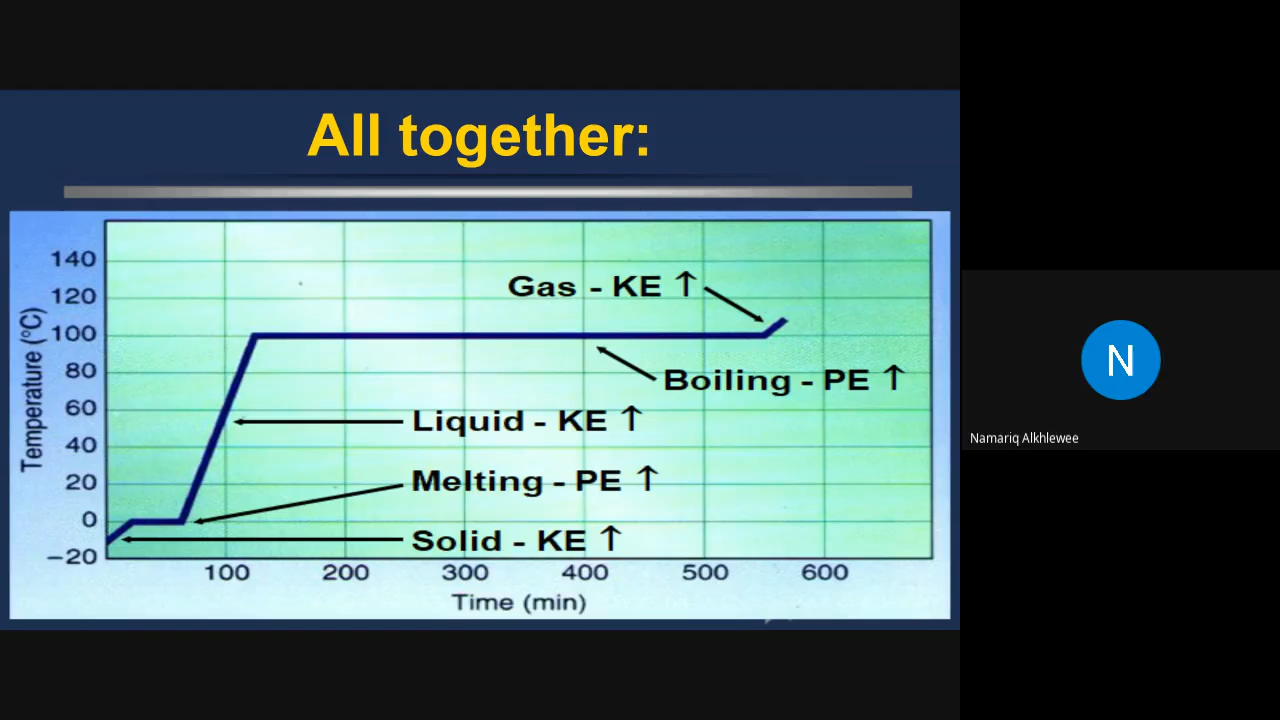 All together:
140
120
100
80
60
40
20
0
−20
Temperature (°C)
Gas - KE ↑
Boiling - PE ↑
Liquid - KE ↑
Melting - PE ↑
Solid - KE ↑
100 200 300 400 500 600
Time (min)
N
Namariq Alkhlewee